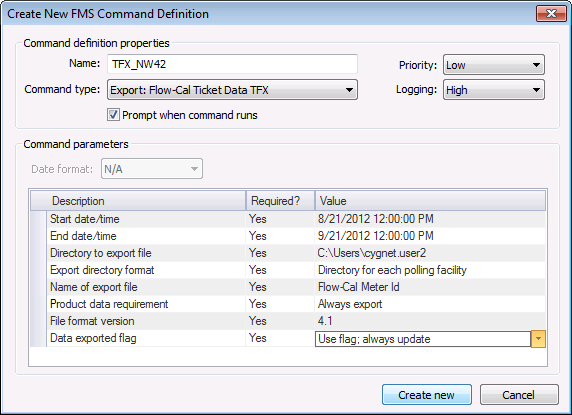 Create New FMS Command Definition
Command definition properties
Name: TFX_NW42 Priority: Low
Command type: Export: Flow-Cal Ticket Data TFX Logging: High
Prompt when command runs
Command parameters
Date format: N/A
Description Required? Value
Start date/time Yes 8/21/2012 12:00:00 PM
End date/time Yes 9/21/2012 12:00:00 PM
Directory to export file Yes C:\Users\cygnet.user2
Export directory format Yes Directory for each polling facility
Name of export file Yes Flow-Cal Meter Id
Product data requirement Yes Always export
File format version Yes 4.1
Data exported flag Yes Use flag; always update
Create new Cancel